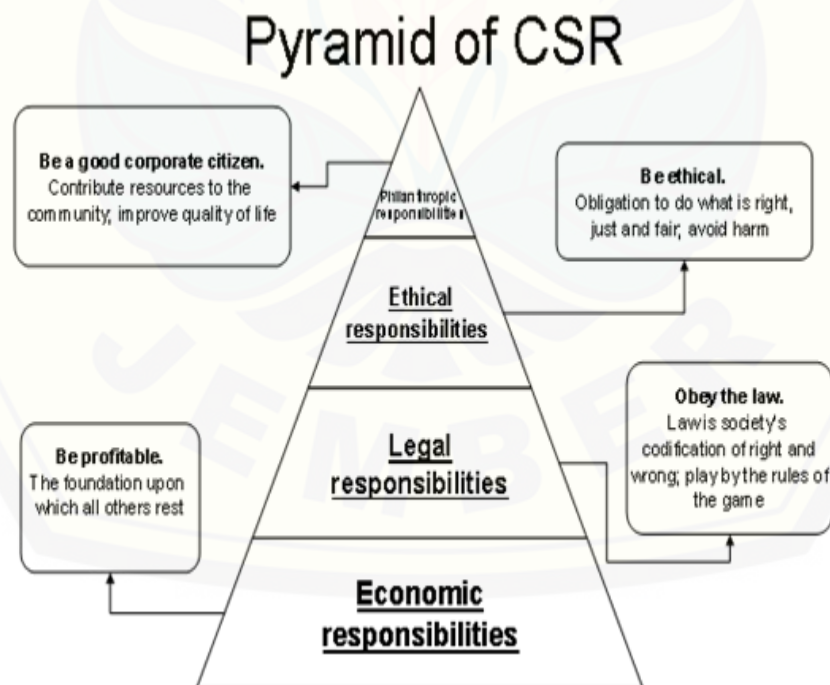 Pyramid of CSR
Be a good corporate citizen.
Contribute resources to the
community; improve quality of life
Philanthropic
responsibilities
Be ethical.
Obligation to do what is right,
just and fair; avoid harm
Ethical
responsibilities
Obey the law.
Law is society's
codification of right and
wrong; play by the rules of
the game
Legal
responsibilities
Be profitable.
The foundation upon
which all others rest
Economic
responsibilities
JEMBER